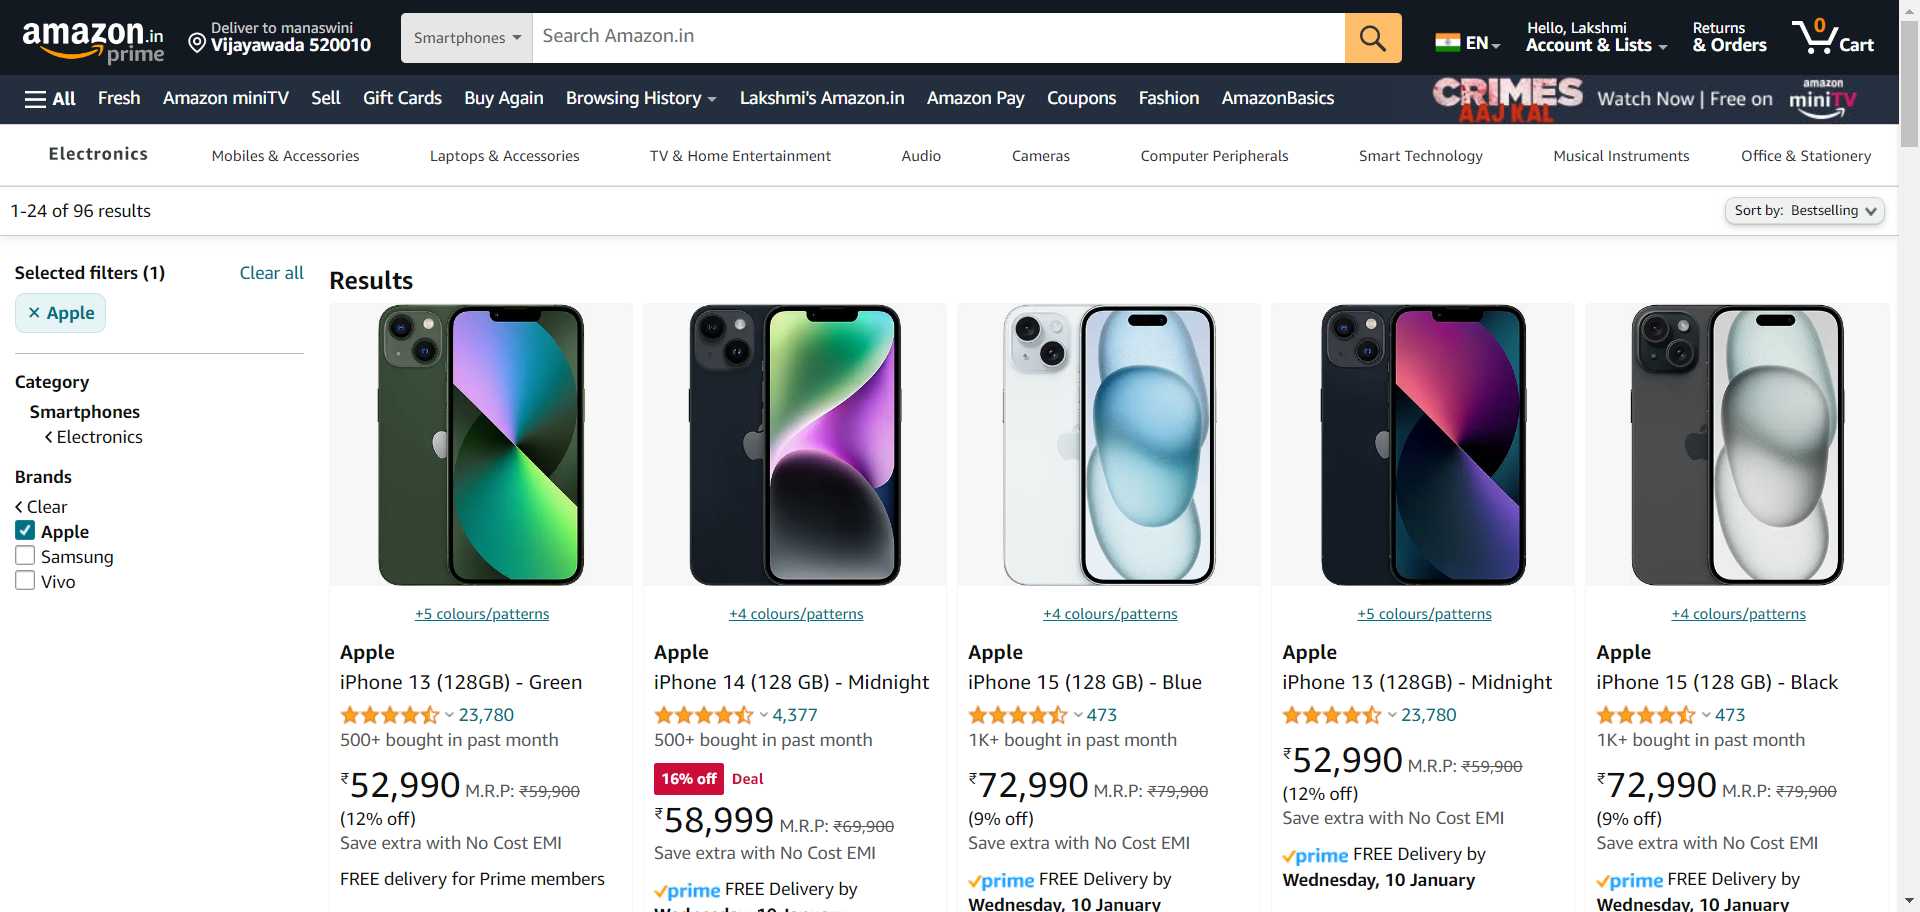 amazon.in
prime
Deliver to manaswini
Vijayawada 520010
Smartphones
Search Amazon.in
EN
Hello, Lakshmi
Account & Lists
Returns
& Orders
0
Cart
All
Fresh
Amazon miniTV
Sell
Gift Cards
Buy Again
Browsing History
Lakshmi's Amazon.in
Amazon Pay
Coupons
Fashion
AmazonBasics
CRIMES
AAJ KAL
Watch Now | Free on
amazon
miniTV
Electronics
Mobiles & Accessories
Laptops & Accessories
TV & Home Entertainment
Audio
Cameras
Computer Peripherals
Smart Technology
Musical Instruments
Office & Stationery
1-24 of 96 results
Sort by: Bestselling
Selected filters (1)
Clear all
✕ Apple
Category
Smartphones
Electronics
Brands
Clear
Apple
Samsung
Vivo
Results
+5 colours/patterns
Apple
iPhone 13 (128GB) - Green
23,780
500+ bought in past month
₹52,990 M.R.P: ₹59,900
(12% off)
Save extra with No Cost EMI
FREE delivery for Prime members
+4 colours/patterns
Apple
iPhone 14 (128 GB) - Midnight
4,377
500+ bought in past month
16% off Deal
₹58,999 M.R.P: ₹69,900
Save extra with No Cost EMI
prime FREE Delivery by
Wednesday, 10 January
+4 colours/patterns
Apple
iPhone 15 (128 GB) - Blue
473
1K+ bought in past month
₹72,990 M.R.P: ₹79,900
(9% off)
Save extra with No Cost EMI
prime FREE Delivery by
Wednesday, 10 January
+5 colours/patterns
Apple
iPhone 13 (128GB) - Midnight
23,780
₹52,990 M.R.P: ₹59,900
(12% off)
Save extra with No Cost EMI
prime FREE Delivery by
Wednesday, 10 January
+4 colours/patterns
Apple
iPhone 15 (128 GB) - Black
473
1K+ bought in past month
₹72,990 M.R.P: ₹79,900
(9% off)
Save extra with No Cost EMI
prime FREE Delivery by
Wednesday, 10 January